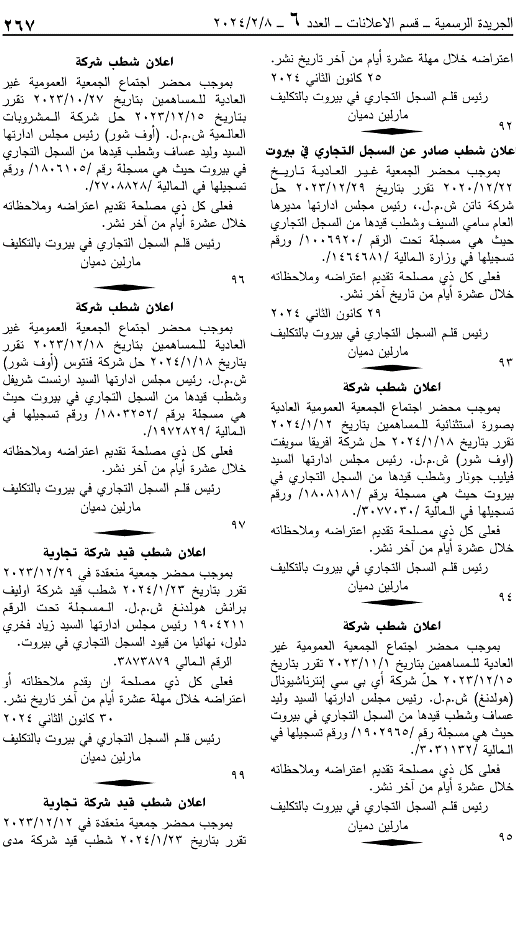 الجريدة الرسمية ــ قسم الاعلانات ــ العدد ٦ ــ ٢٠٢٤/٢/٨
٢٦٧
اعتراضه خلال مهلة عشرة أيام من آخر تاريخ نشر.
٢٥ كانون الثاني ٢٠٢٤
رئيس قلم السجل التجاري في بيروت بالتكليف
مارلين دميان
٩٢
اعلان شطب صادر عن السجل التجاري في بيروت
بموجب محضر الجمعية غير العادية تاريخ
٢٠٢٠/١٢/٢٢ تقرر بتاريخ ٢٠٢٣/١٢/٢٩ حل
شركة ناتن ش.م.ل.، رئيس مجلس ادارتها مديرها
العام سامي السيف وشطب قيدها من السجل التجاري
حيث هي مسجلة تحت الرقم /١٠٠٦٩٢٠/ ورقم
تسجيلها في وزارة المالية /١٤٦٤٦٨١/.
فعلى كل ذي مصلحة تقديم اعتراضه وملاحظاته
خلال عشرة أيام من تاريخ آخر نشر.
٢٩ كانون الثاني ٢٠٢٤
رئيس قلم السجل التجاري في بيروت بالتكليف
مارلين دميان
٩٣
اعلان شطب شركة
بموجب محضر اجتماع الجمعية العمومية العادية
بصورة استثنائية للمساهمين بتاريخ ٢٠٢٤/١/١٢
تقرر بتاريخ ٢٠٢٤/١/١٨ حل شركة افريقا سويفت
(اوف شور) ش.م.ل. رئيس مجلس ادارتها السيد
فيليب جونار وشطب قيدها من السجل التجاري في
بيروت حيث هي مسجلة برقم /١٨٠٨١٨١/ ورقم
تسجيلها في المالية /٣٠٧٧٠٣٠/.
فعلى كل ذي مصلحة تقديم اعتراضه وملاحظاته
خلال عشرة أيام من آخر نشر.
رئيس قلم السجل التجاري في بيروت بالتكليف
مارلين دميان
٩٤
اعلان شطب شركة
بموجب محضر اجتماع الجمعية العمومية غير
العادية للمساهمين بتاريخ ٢٠٢٣/١١/١ تقرر بتاريخ
٢٠٢٣/١٢/١٥ حلّ شركة أي بي سي إنترناشيونال
(هولدنغ) ش.م.ل. رئيس مجلس ادارتها السيد وليد
عساف وشطب قيدها من السجل التجاري في بيروت
حيث هي مسجلة برقم /١٩٠٢٩٦٥/ ورقم تسجيلها في
المالية /٣٠٣١١٣٢/.
فعلى كل ذي مصلحة تقديم اعتراضه وملاحظاته
خلال عشرة أيام من آخر نشر.
رئيس قلم السجل التجاري في بيروت بالتكليف
مارلين دميان
٩٥
اعلان شطب شركة
بموجب محضر اجتماع الجمعية العمومية غير
العادية للمساهمين بتاريخ ٢٠٢٣/١٠/٢٧ تقرر
بتاريخ ٢٠٢٣/١٢/١٥ حل شركة المشروبات
العالمية ش.م.ل. (أوف شور) رئيس مجلس ادارتها
السيد وليد عساف وشطب قيدها من السجل التجاري
في بيروت حيث هي مسجلة رقم /١٨٠٦١٠٥/ ورقم
تسجيلها في المالية /٢٧٠٨٨٢٨/.
فعلى كل ذي مصلحة تقديم اعتراضه وملاحظاته
خلال عشرة أيام من آخر نشر.
رئيس قلم السجل التجاري في بيروت بالتكليف
مارلين دميان
٩٦
اعلان شطب شركة
بموجب محضر اجتماع الجمعية العمومية غير
العادية للمساهمين بتاريخ ٢٠٢٣/١٢/١٨ تقرر
بتاريخ ٢٠٢٤/١/١٨ حل شركة فنتوس (أوف شور)
ش.م.ل. رئيس مجلس ادارتها السيد ارنست شريفل
وشطب قيدها من السجل التجاري في بيروت حيث
هي مسجلة برقم /١٨٠٣٢٥٢/ ورقم تسجيلها في
المالية /١٩٧٢٨٢٩/.
فعلى كل ذي مصلحة تقديم اعتراضه وملاحظاته
خلال عشرة أيام من آخر نشر.
رئيس قلم السجل التجاري في بيروت بالتكليف
مارلين دميان
٩٧
اعلان شطب قيد شركة تجارية
بموجب محضر جمعية منعقدة في ٢٠٢٣/١٢/٢٩
تقرر بتاريخ ٢٠٢٤/١/٢٣ شطب قيد شركة اوليف
برانش هولدنغ ش.م.ل. المسجلة تحت الرقم
١٩٠٤٢١١ رئيس مجلس ادارتها السيد زياد فخري
دلول، نهائيا من قيود السجل التجاري في بيروت.
الرقم المالي ٣٨٧٣٨٧٩.
فعلى كل ذي مصلحة ان يقدم ملاحظاته أو
اعتراضه خلال مهلة عشرة أيام من آخر تاريخ نشر.
٣٠ كانون الثاني ٢٠٢٤
رئيس قلم السجل التجاري في بيروت بالتكليف
مارلين دميان
٩٩
اعلان شطب قيد شركة تجارية
بموجب محضر جمعية منعقدة في ٢٠٢٣/١٢/١٢
تقرر بتاريخ ٢٠٢٤/١/٢٣ شطب قيد شركة مدى